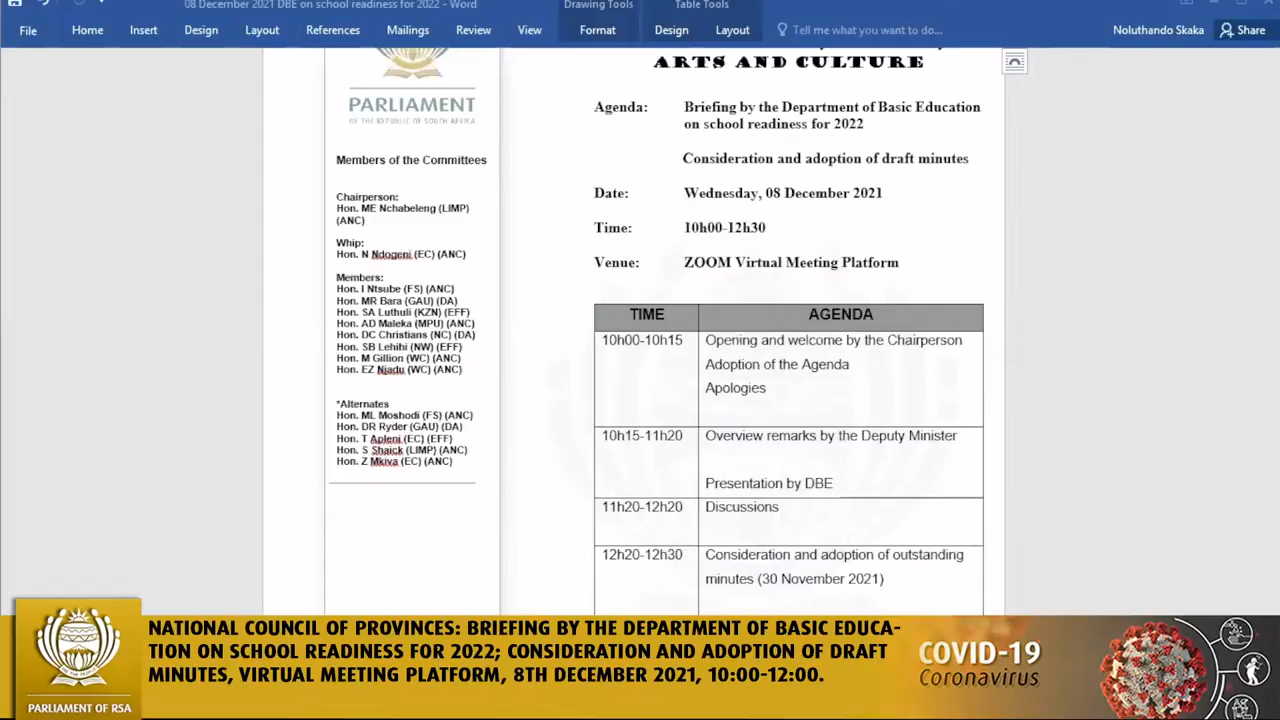 08 December 2021 DBE on school readiness for 2022 - Word
Drawing Tools
Table Tools
File
Home
Insert
Design
Layout
References
Mailings
Review
View
Format
Design
Layout
Tell me what you want to do...
Noluthando Skaka
Share
PARLIAMENT
OF THE REPUBLIC OF SOUTH AFRICA
Members of the Committees
Chairperson:
Hon. ME Nchabeleng (LIMP)
(ANC)
Whip:
Hon. N Ndogeni (EC) (ANC)
Members:
Hon. I Ntsube (FS) (ANC)
Hon. MR Bara (GAU) (DA)
Hon. SA Luthuli (KZN) (EFF)
Hon. AD Maleka (MPU) (ANC)
Hon. DC Christians (NC) (DA)
Hon. SB Lehihi (NW) (EFF)
Hon. M Gillion (WC) (ANC)
Hon. EZ Njadu (WC) (ANC)
*Alternates
Hon. ML Moshodi (FS) (ANC)
Hon. DR Ryder (GAU) (DA)
Hon. T Apleni (EC) (EFF)
Hon. S Shaick (LIMP) (ANC)
Hon. Z Mkiva (EC) (ANC)
ARTS AND CULTURE
Agenda: Briefing by the Department of Basic Education
on school readiness for 2022
Consideration and adoption of draft minutes
Date: Wednesday, 08 December 2021
Time: 10h00-12h30
Venue: ZOOM Virtual Meeting Platform
TIME AGENDA
10h00-10h15 Opening and welcome by the Chairperson
Adoption of the Agenda
Apologies
10h15-11h20 Overview remarks by the Deputy Minister
Presentation by DBE
11h20-12h20 Discussions
12h20-12h30 Consideration and adoption of outstanding
minutes (30 November 2021)
PARLIAMENT OF RSA
NATIONAL COUNCIL OF PROVINCES: BRIEFING BY THE DEPARTMENT OF BASIC EDUCA-
TION ON SCHOOL READINESS FOR 2022; CONSIDERATION AND ADOPTION OF DRAFT
MINUTES, VIRTUAL MEETING PLATFORM, 8TH DECEMBER 2021, 10:00-12:00.
COVID-19
Coronavirus